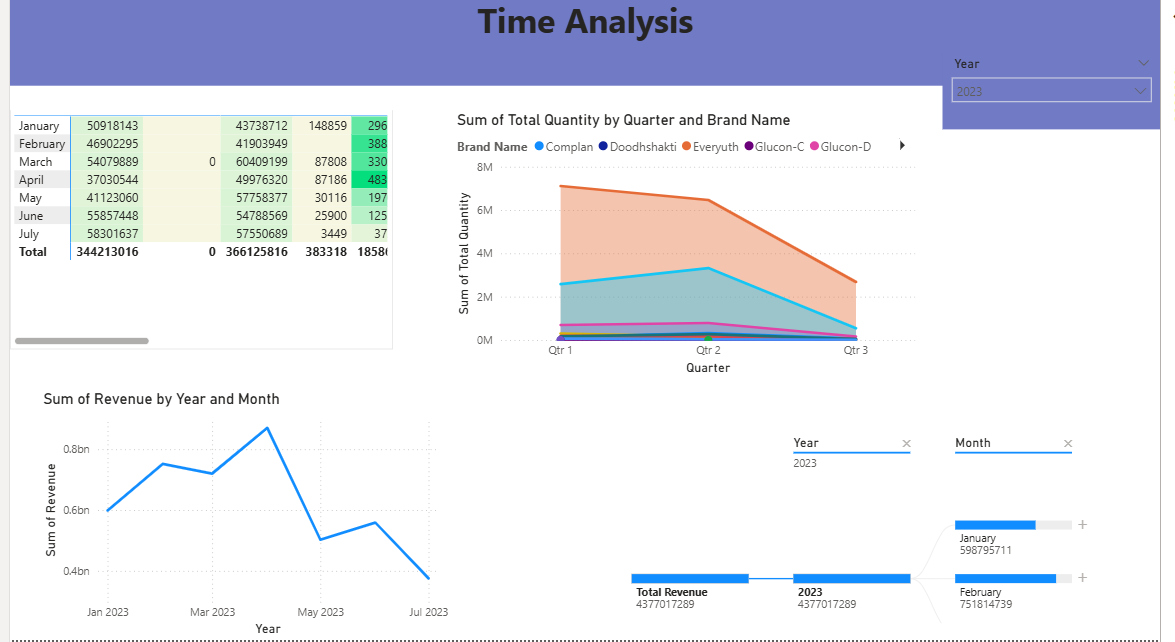 Time Analysis
Year
2023
January 50918143 43738712 148859 296
February 46902295 41903949 388
March 54079889 0 60409199 87808 330
April 37030544 49976320 87186 483
May 41123060 57758377 30116 197
June 55857448 54788569 25900 125
July 58301637 57550689 3449 37
Total 344213016 0 366125816 383318 18586
Sum of Total Quantity by Quarter and Brand Name
Brand Name Complan Doodhshakti Everyuth Glucon-C Glucon-D
8M
6M
4M
2M
0M
Sum of Total Quantity
Qtr 1 Qtr 2 Qtr 3
Quarter
Sum of Revenue by Year and Month
0.8bn
0.6bn
0.4bn
Sum of Revenue
Jan 2023 Mar 2023 May 2023 Jul 2023
Year
Year
2023
Month
Total Revenue
4377017289
2023
4377017289
January
598795711
February
751814739